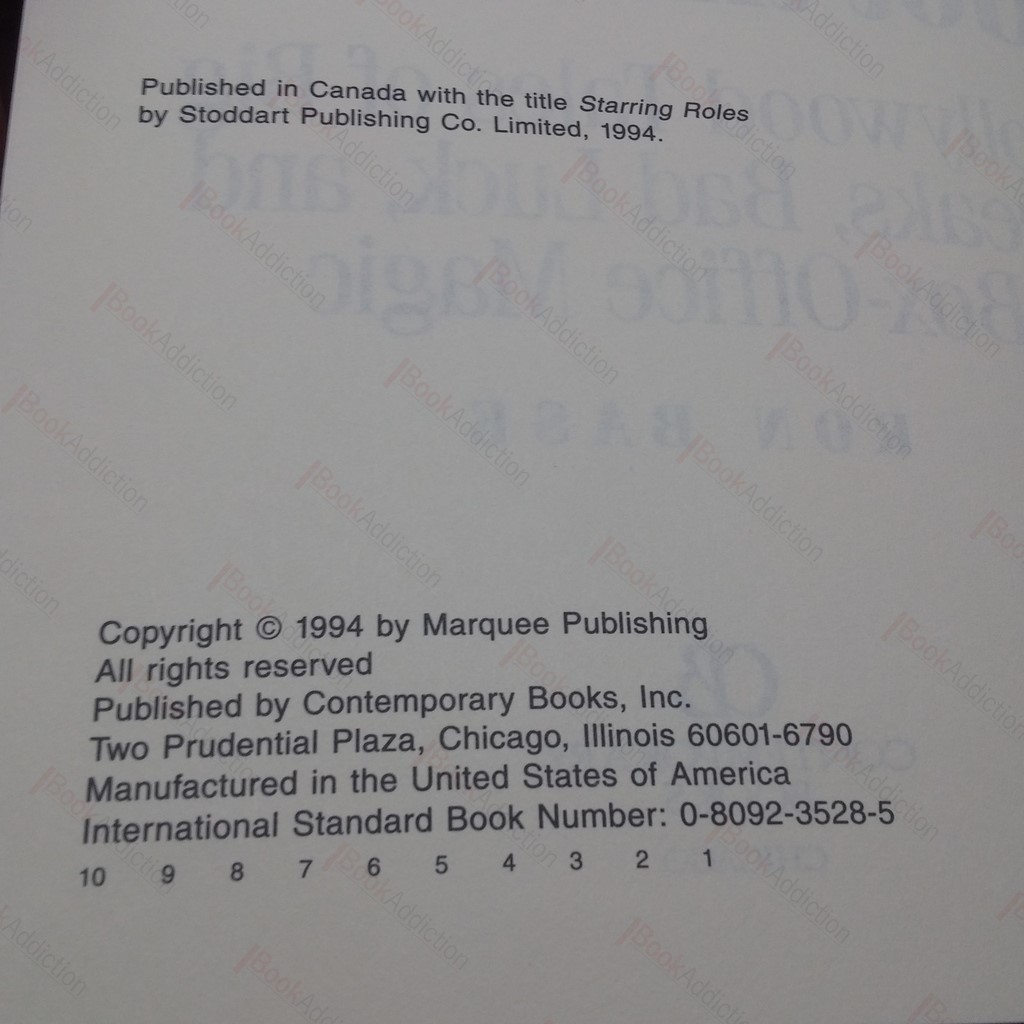 Published in Canada with the title Starring Roles
by Stoddart Publishing Co. Limited, 1994.
Copyright © 1994 by Marquee Publishing
All rights reserved
Published by Contemporary Books, Inc.
Two Prudential Plaza, Chicago, Illinois 60601-6790
Manufactured in the United States of America
International Standard Book Number: 0-8092-3528-5
10 9 8 7 6 5 4 3 2 1
BookAddiction